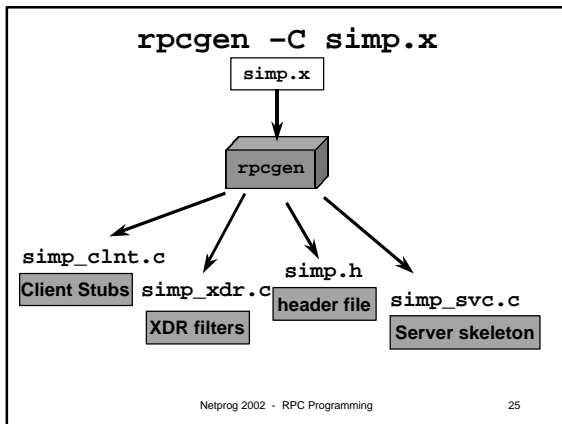 rpcgen –C simp.x
simp.x
rpcgen
simp_clnt.c
Client Stubs
simp_xdr.c
XDR filters
simp.h
header file
simp_svc.c
Server skeleton
Netprog 2002 - RPC Programming
25